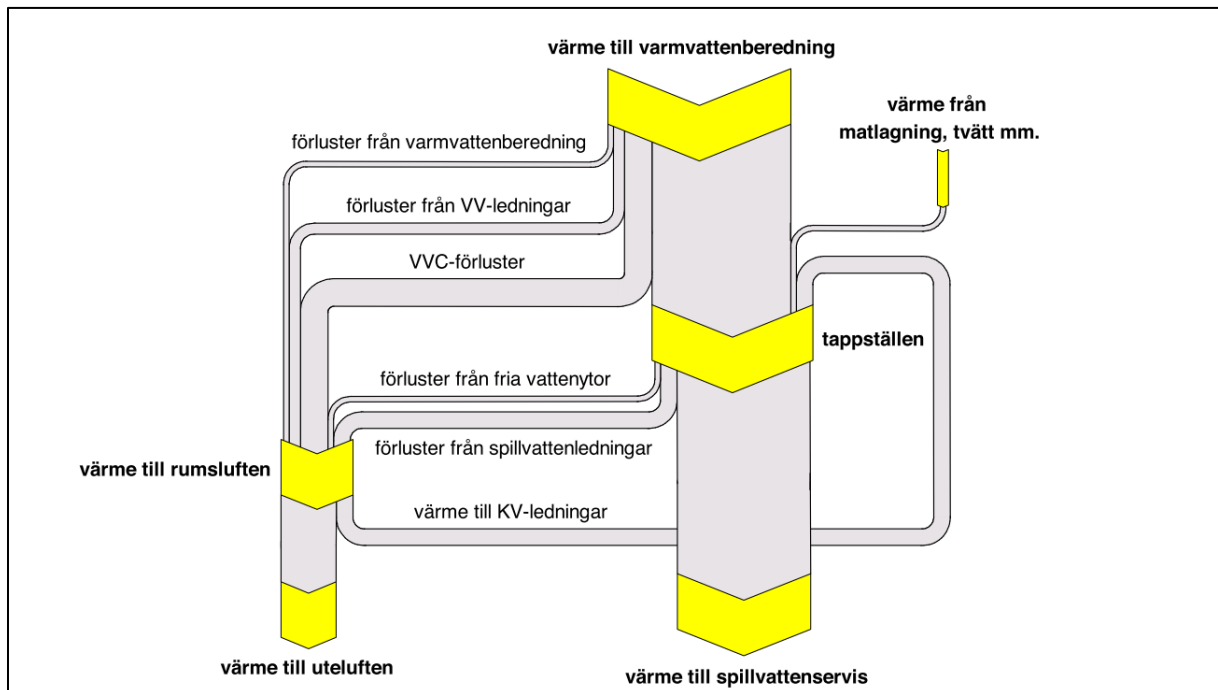 värme till varmvattenberedning
värme från
matlagning, tvätt mm.
förluster från varmvattenberedning
förluster från VV-ledningar
VVC-förluster
tappställen
förluster från fria vattenytor
förluster från spillvattenledningar
värme till rumsluften
värme till KV-ledningar
värme till uteluften
värme till spillvattenservis